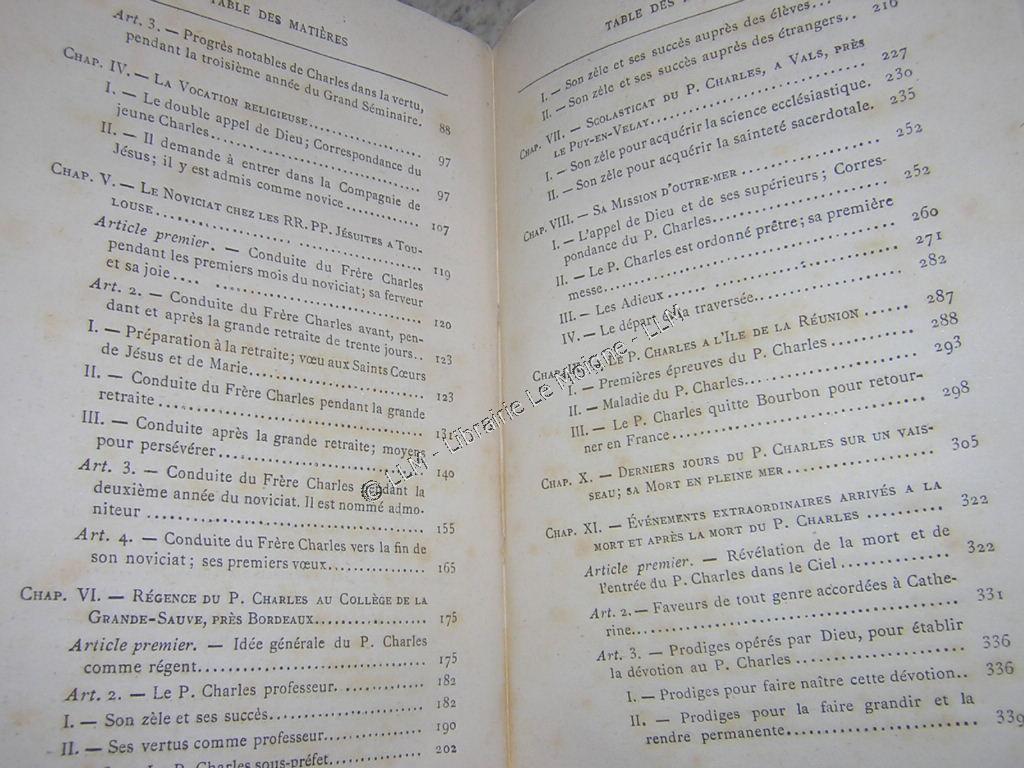 TABLE DES MATIÈRES
Art. 3. — Progrès notables de Charles dans la vertu,
pendant la troisième année du Grand Séminaire. 88
CHAP. IV. — LA VOCATION RELIGIEUSE.................... 97
I. — Le double appel de Dieu; Correspondance du
jeune Charles................................ 97
II. — Il demande à entrer dans la Compagnie de
Jésus; il y est admis comme novice........... 107
CHAP. V. — LE NOVICIAT CHEZ LES RR. PP. JÉSUITES A TOU-
LOUSE................................ 119
Article premier. — Conduite du Frère Charles
pendant les premiers mois du noviciat; sa ferveur
et sa joie.. ................................ 120
Art. 2. — Conduite du Frère Charles avant, pen-
dant et après la grande retraite de trente jours.. 123
I. — Préparation à la retraite; vœu aux Saints Cœurs
de Jésus et de Marie......................... 123
II. — Conduite du Frère Charles pendant la grande
retraite..................................... 131
III. — Conduite après la grande retraite; moyens
pour persévérer.............................. 140
Art. 3. — Conduite du Frère Charles pendant la
deuxième année du noviciat. Il est nommé admo-
niteur....................................... 155
Art. 4. — Conduite du Frère Charles vers la fin de
son noviciat; ses premiers vœux.............. 165
CHAP. VI. — RÉGENCE DU P. CHARLES AU COLLÈGE DE LA
GRANDE-SAUVE, PRÈS BORDEAUX.................. 175
Article premier. — Idée générale du P. Charles
comme régent................................. 175
Art. 2. — Le P. Charles professeur............. 182
I. — Son zèle et ses succès.................... 182
II. — Ses vertus comme professeur.............. 190
Le P. Charles sous-préfet................ 202
TABLE DES
I. — Son zèle et ses succès auprès des élèves...
II. — Son zèle et ses succès auprès des étrangers.. 216
CHAP. VII. — SCOLASTICAT DU P. CHARLES, A VALS, PRÈS
LE PUY-EN-VELAY.............................. 227
I. — Son zèle pour acquérir la science ecclésiastique. 230
II. — Son zèle pour acquérir la sainteté sacerdotale. 235
CHAP. VIII. — SA MISSION D'OUTRE-MER................ 252
I. — L'appel de Dieu et de ses supérieurs; Corres-
pondance du P. Charles....................... 252
II. — Le P. Charles est ordonné prêtre; sa première
messe........................................ 260
III. — Les Adieux............................. 271
IV. — Le départ et la traversée................ 282
CHAP. IX. — LE P. CHARLES A L'ÎLE DE LA RÉUNION...... 287
I. — Premières épreuves du P. Charles.......... 288
II. — Maladie du P. Charles.................... 293
III. — Le P. Charles quitte Bourbon pour retour-
ner en France................................ 298
CHAP. X. — DERNIERS JOURS DU P. CHARLES SUR UN VAIS-
SEAU; SA MORT EN PLEINE MER.................. 305
CHAP. XI. — ÉVÉNEMENTS EXTRAORDINAIRES ARRIVÉS A LA
MORT ET APRÈS LA MORT DU P. CHARLES.......... 322
Article premier. — Révélation de la mort et de
l'entrée du P. Charles dans le Ciel.......... 322
Art. 2. — Faveurs de tout genre accordées à Cathe-
rine......................................... 331
Art. 3. — Prodiges opérés par Dieu, pour établir
la dévotion au P. Charles.................... 336
I. — Prodiges pour faire naître cette dévotion.. 336
II. — Prodiges pour la faire grandir et la
rendre permanente............................ 339
© LLM - Librairie Le Moigne - LLM